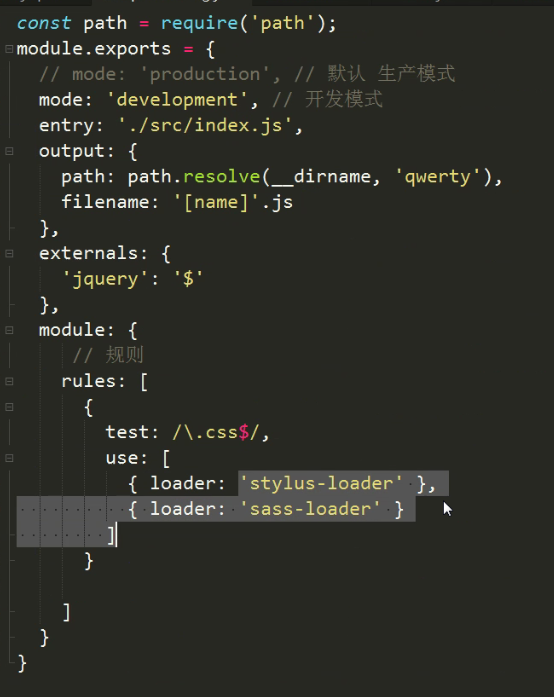 const path = require('path');
module.exports = {
  // mode: 'production', // 默认 生产模式
  mode: 'development', // 开发模式
  entry: './src/index.js',
  output: {
    path: path.resolve(__dirname, 'qwerty'),
    filename: '[name]'.js
  },
  externals: {
    'jquery': '$'
  },
  module: {
     // 规则
    rules: [
      {
        test: /\.css$/,
        use: [
          { loader: 'stylus-loader' },
          { loader: 'sass-loader' }
        ]
      }

    ]
  }
}